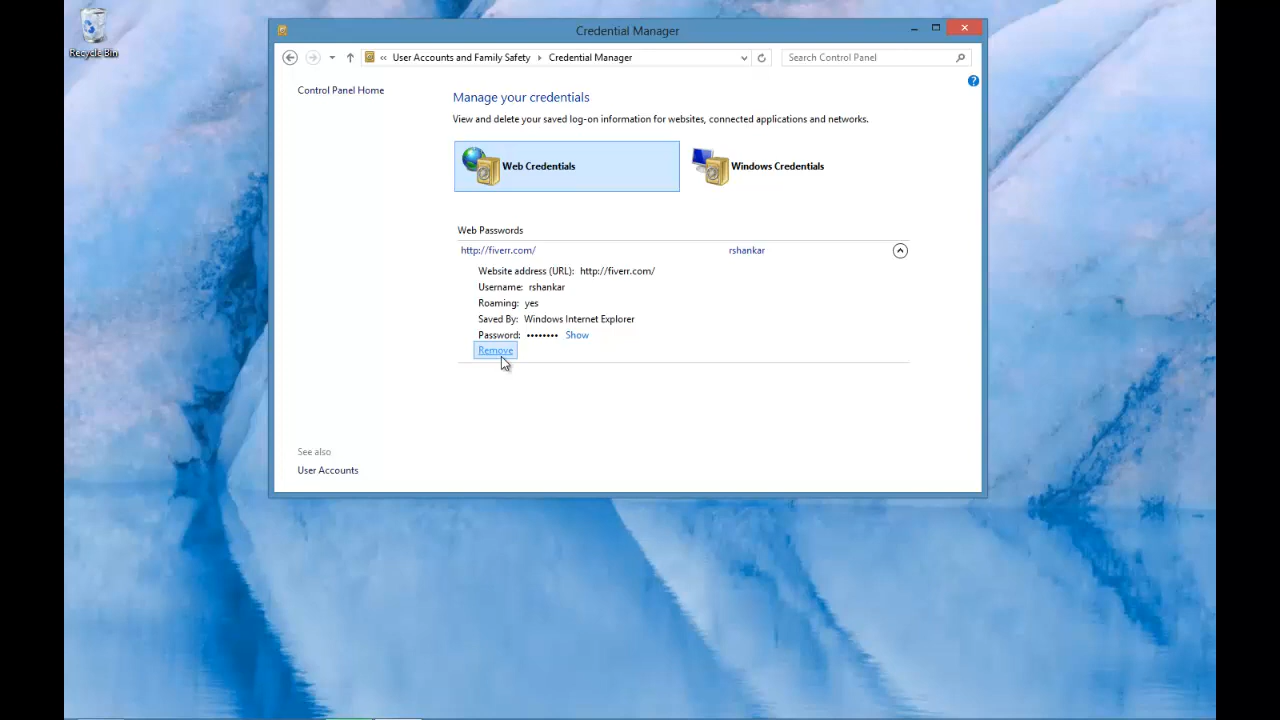 Recycle Bin
Credential Manager
« User Accounts and Family Safety Credential Manager
Search Control Panel
Control Panel Home
Manage your credentials
View and delete your saved log-on information for websites, connected applications and networks.
Web Credentials
Windows Credentials
Web Passwords
http://fiverr.com/ rshankar
Website address (URL): http://fiverr.com/
Username: rshankar
Roaming: yes
Saved By: Windows Internet Explorer
Password: •••••••• Show
Remove
See also
User Accounts